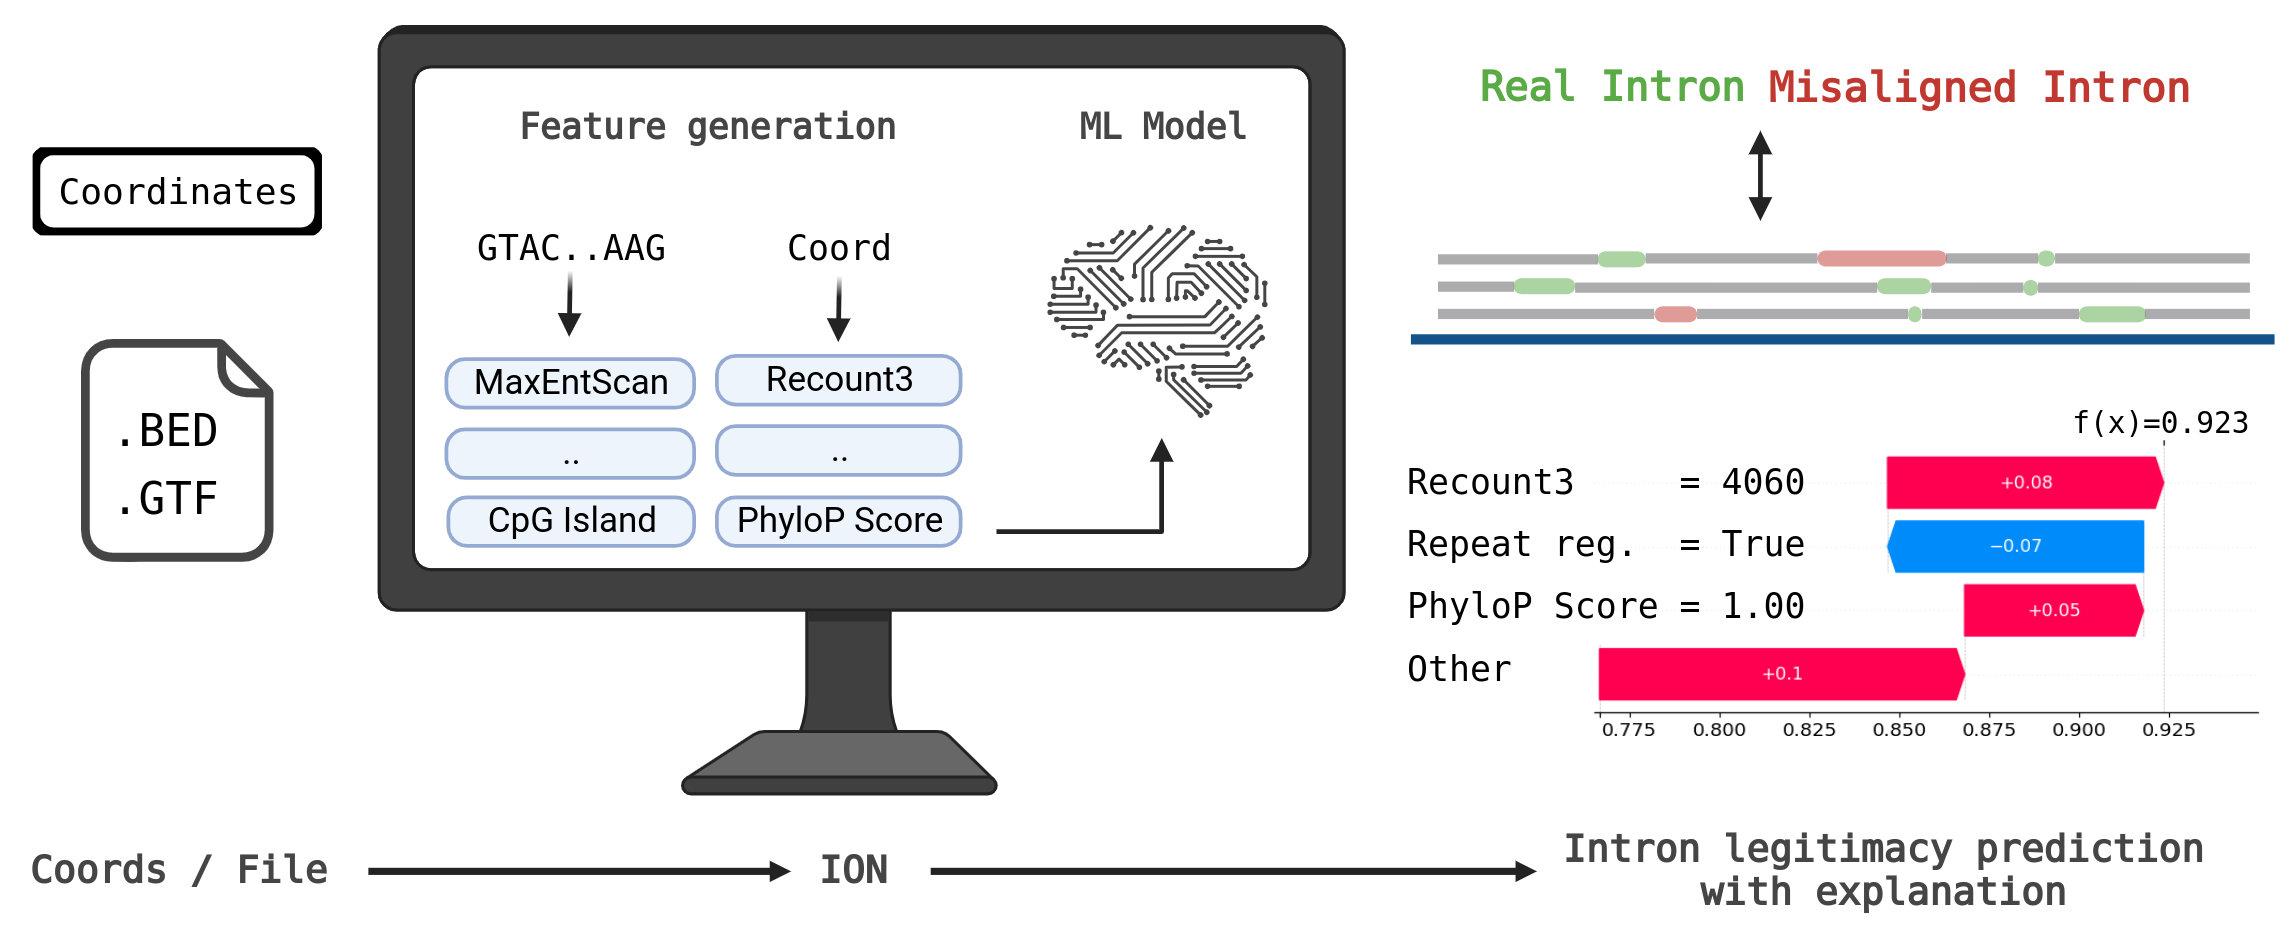 Coordinates
.BED
.GTF
Feature generation
ML Model
GTAC..AAG
Coord
MaxEntScan
Recount3
..
..
CpG Island
PhyloP Score
Real Intron Misaligned Intron
f(x)=0.923
Recount3 = 4060
+0.08
Repeat reg. = True
−0.07
PhyloP Score = 1.00
+0.05
Other
+0.1
0.775 0.800 0.825 0.850 0.875 0.900 0.925
Coords / File
ION
Intron legitimacy prediction
with explanation